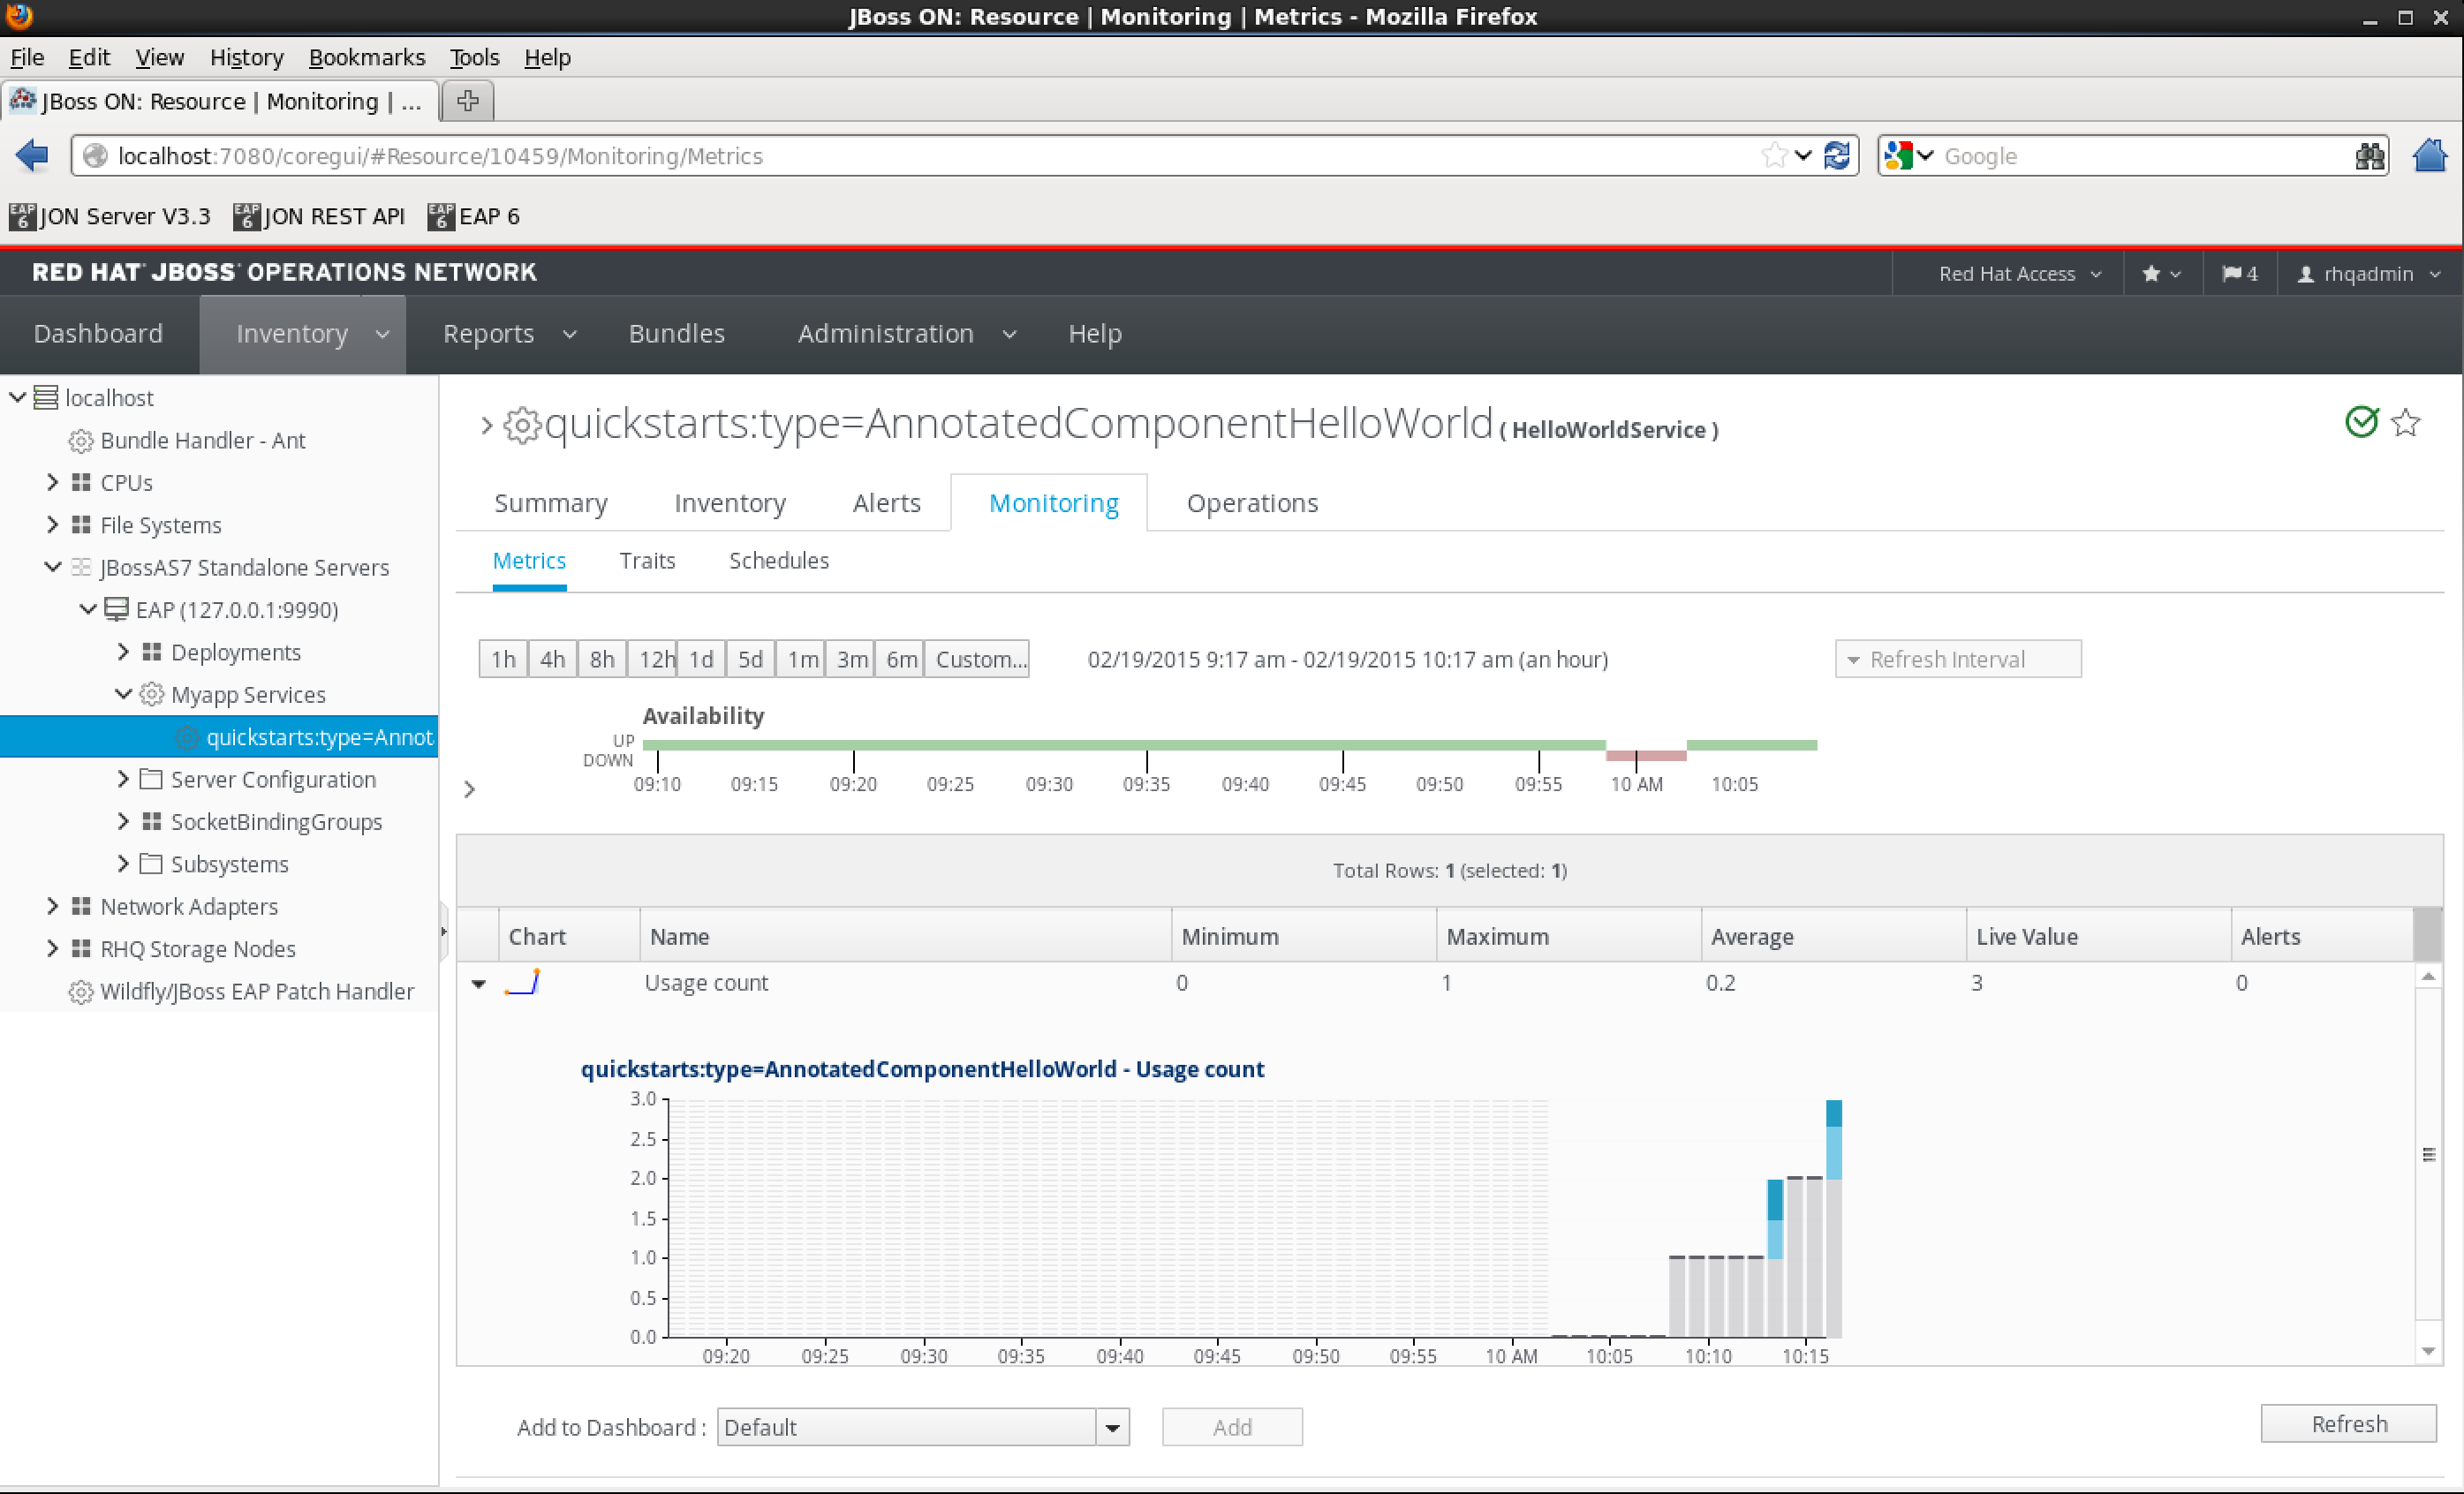 JBoss ON: Resource | Monitoring | Metrics - Mozilla Firefox
File Edit View History Bookmarks Tools Help
JBoss ON: Resource | Monitoring | ...
localhost:7080/coregui/#Resource/10459/Monitoring/Metrics
Google
EAP 6 JON Server V3.3 EAP 6 JON REST API EAP 6 EAP 6
RED HAT JBOSS OPERATIONS NETWORK
Red Hat Access 4 rhqadmin
Dashboard Inventory Reports Bundles Administration Help
localhost
Bundle Handler - Ant
CPUs
File Systems
JBossAS7 Standalone Servers
EAP (127.0.0.1:9990)
Deployments
Myapp Services
quickstarts:type=Annot
Server Configuration
SocketBindingGroups
Subsystems
Network Adapters
RHQ Storage Nodes
Wildfly/JBoss EAP Patch Handler
quickstarts:type=AnnotatedComponentHelloWorld ( HelloWorldService )
Summary Inventory Alerts Monitoring Operations
Metrics Traits Schedules
1h 4h 8h 12h 1d 5d 1m 3m 6m Custom... 02/19/2015 9:17 am - 02/19/2015 10:17 am (an hour) Refresh Interval
Availability
UP
DOWN
09:10 09:15 09:20 09:25 09:30 09:35 09:40 09:45 09:50 09:55 10 AM 10:05
Total Rows: 1 (selected: 1)
Chart Name Minimum Maximum Average Live Value Alerts
Usage count 0 1 0.2 3 0
quickstarts:type=AnnotatedComponentHelloWorld - Usage count
3.0
2.5
2.0
1.5
1.0
0.5
0.0
09:20 09:25 09:30 09:35 09:40 09:45 09:50 09:55 10 AM 10:05 10:10 10:15
Add to Dashboard : Default Add Refresh